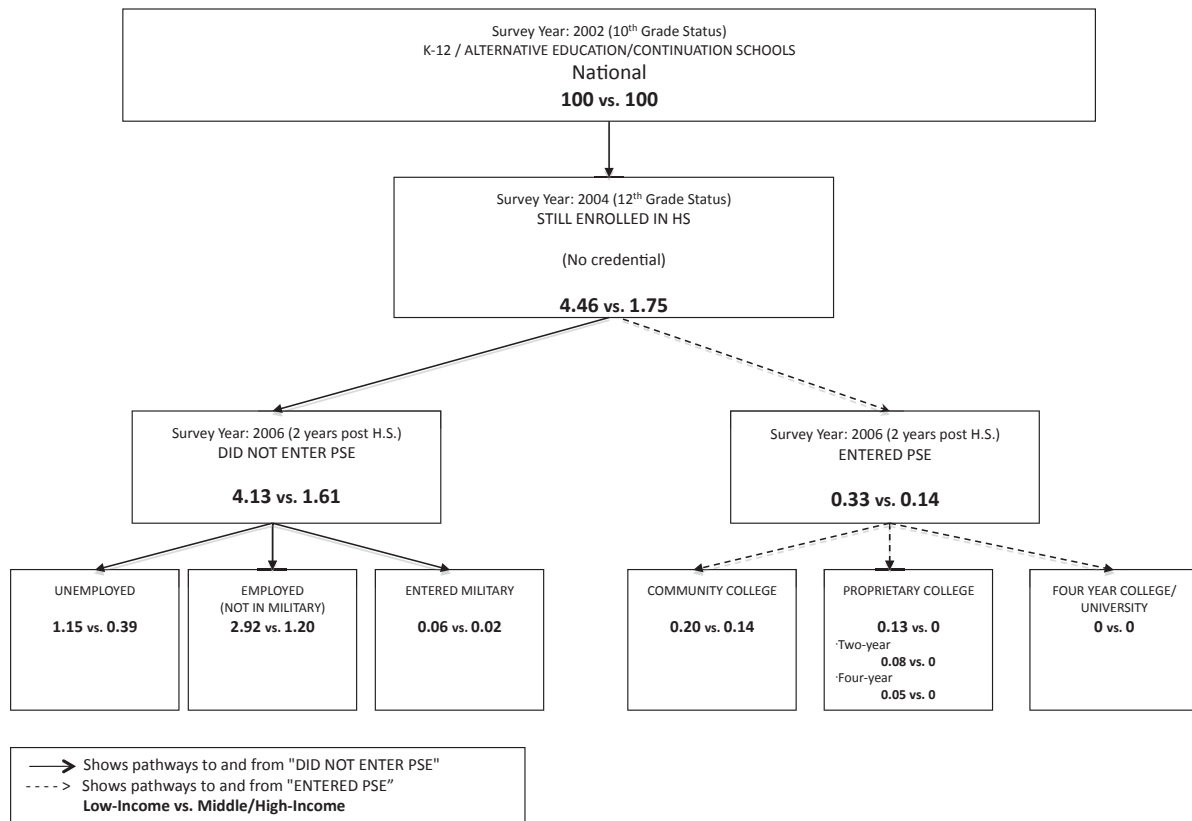 Survey Year: 2002 (10th Grade Status)
K-12 / ALTERNATIVE EDUCATION/CONTINUATION SCHOOLS
National
100 vs. 100
Survey Year: 2004 (12th Grade Status)
STILL ENROLLED IN HS
(No credential)
4.46 vs. 1.75
Survey Year: 2006 (2 years post H.S.)
DID NOT ENTER PSE
4.13 vs. 1.61
Survey Year: 2006 (2 years post H.S.)
ENTERED PSE
0.33 vs. 0.14
UNEMPLOYED
1.15 vs. 0.39
EMPLOYED
(NOT IN MILITARY)
2.92 vs. 1.20
ENTERED MILITARY
0.06 vs. 0.02
COMMUNITY COLLEGE
0.20 vs. 0.14
PROPRIETARY COLLEGE
0.13 vs. 0
·Two-year
0.08 vs. 0
·Four-year
0.05 vs. 0
FOUR YEAR COLLEGE/
UNIVERSITY
0 vs. 0
Shows pathways to and from "DID NOT ENTER PSE"
Shows pathways to and from "ENTERED PSE”
Low-Income vs. Middle/High-Income